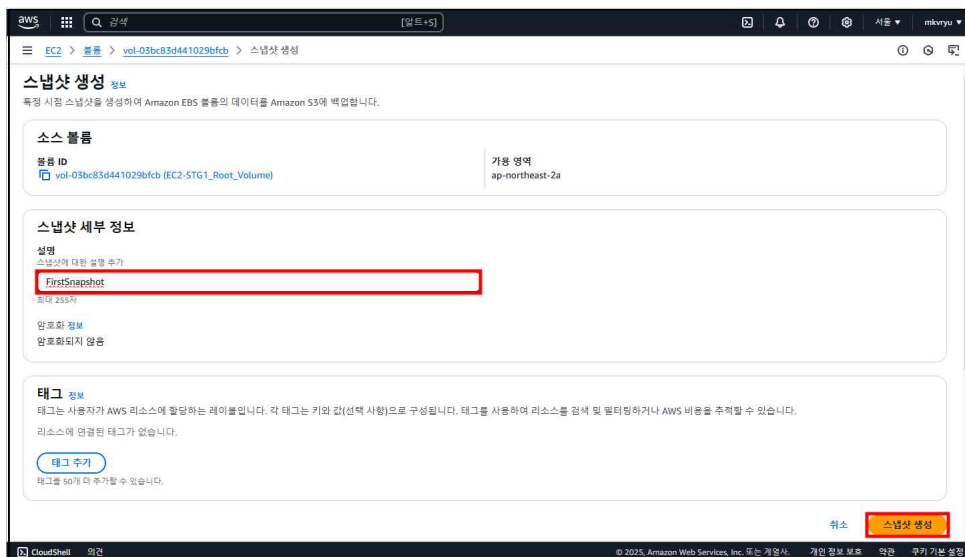 aws 검색 [알트+S] 서울 ▼ mkvryu ▼
EC2 > 볼륨 > vol-03bc83d441029bfcb > 스냅샷 생성
스냅샷 생성 정보
특정 시점 스냅샷을 생성하여 Amazon EBS 볼륨의 데이터를 Amazon S3에 백업합니다.
소스 볼륨
볼륨 ID
vol-03bc83d441029bfcb (EC2-STG1_Root_Volume)
가용 영역
ap-northeast-2a
스냅샷 세부 정보
설명
스냅샷에 대한 설명 추가
FirstSnapshot
최대 255자
암호화 정보
암호화되지 않음
태그 정보
태그는 사용자가 AWS 리소스에 할당하는 레이블입니다. 각 태그는 키와 값(선택 사항)으로 구성됩니다. 태그를 사용하여 리소스를 검색 및 필터링하거나 AWS 비용을 추적할 수 있습니다.
리소스에 연결된 태그가 없습니다.
태그 추가
태그를 50개 더 추가할 수 있습니다.
취소 스냅샷 생성
CloudShell 의견 © 2025, Amazon Web Services, Inc. 또는 계열사. 개인 정보 보호 약관 쿠키 기본 설정